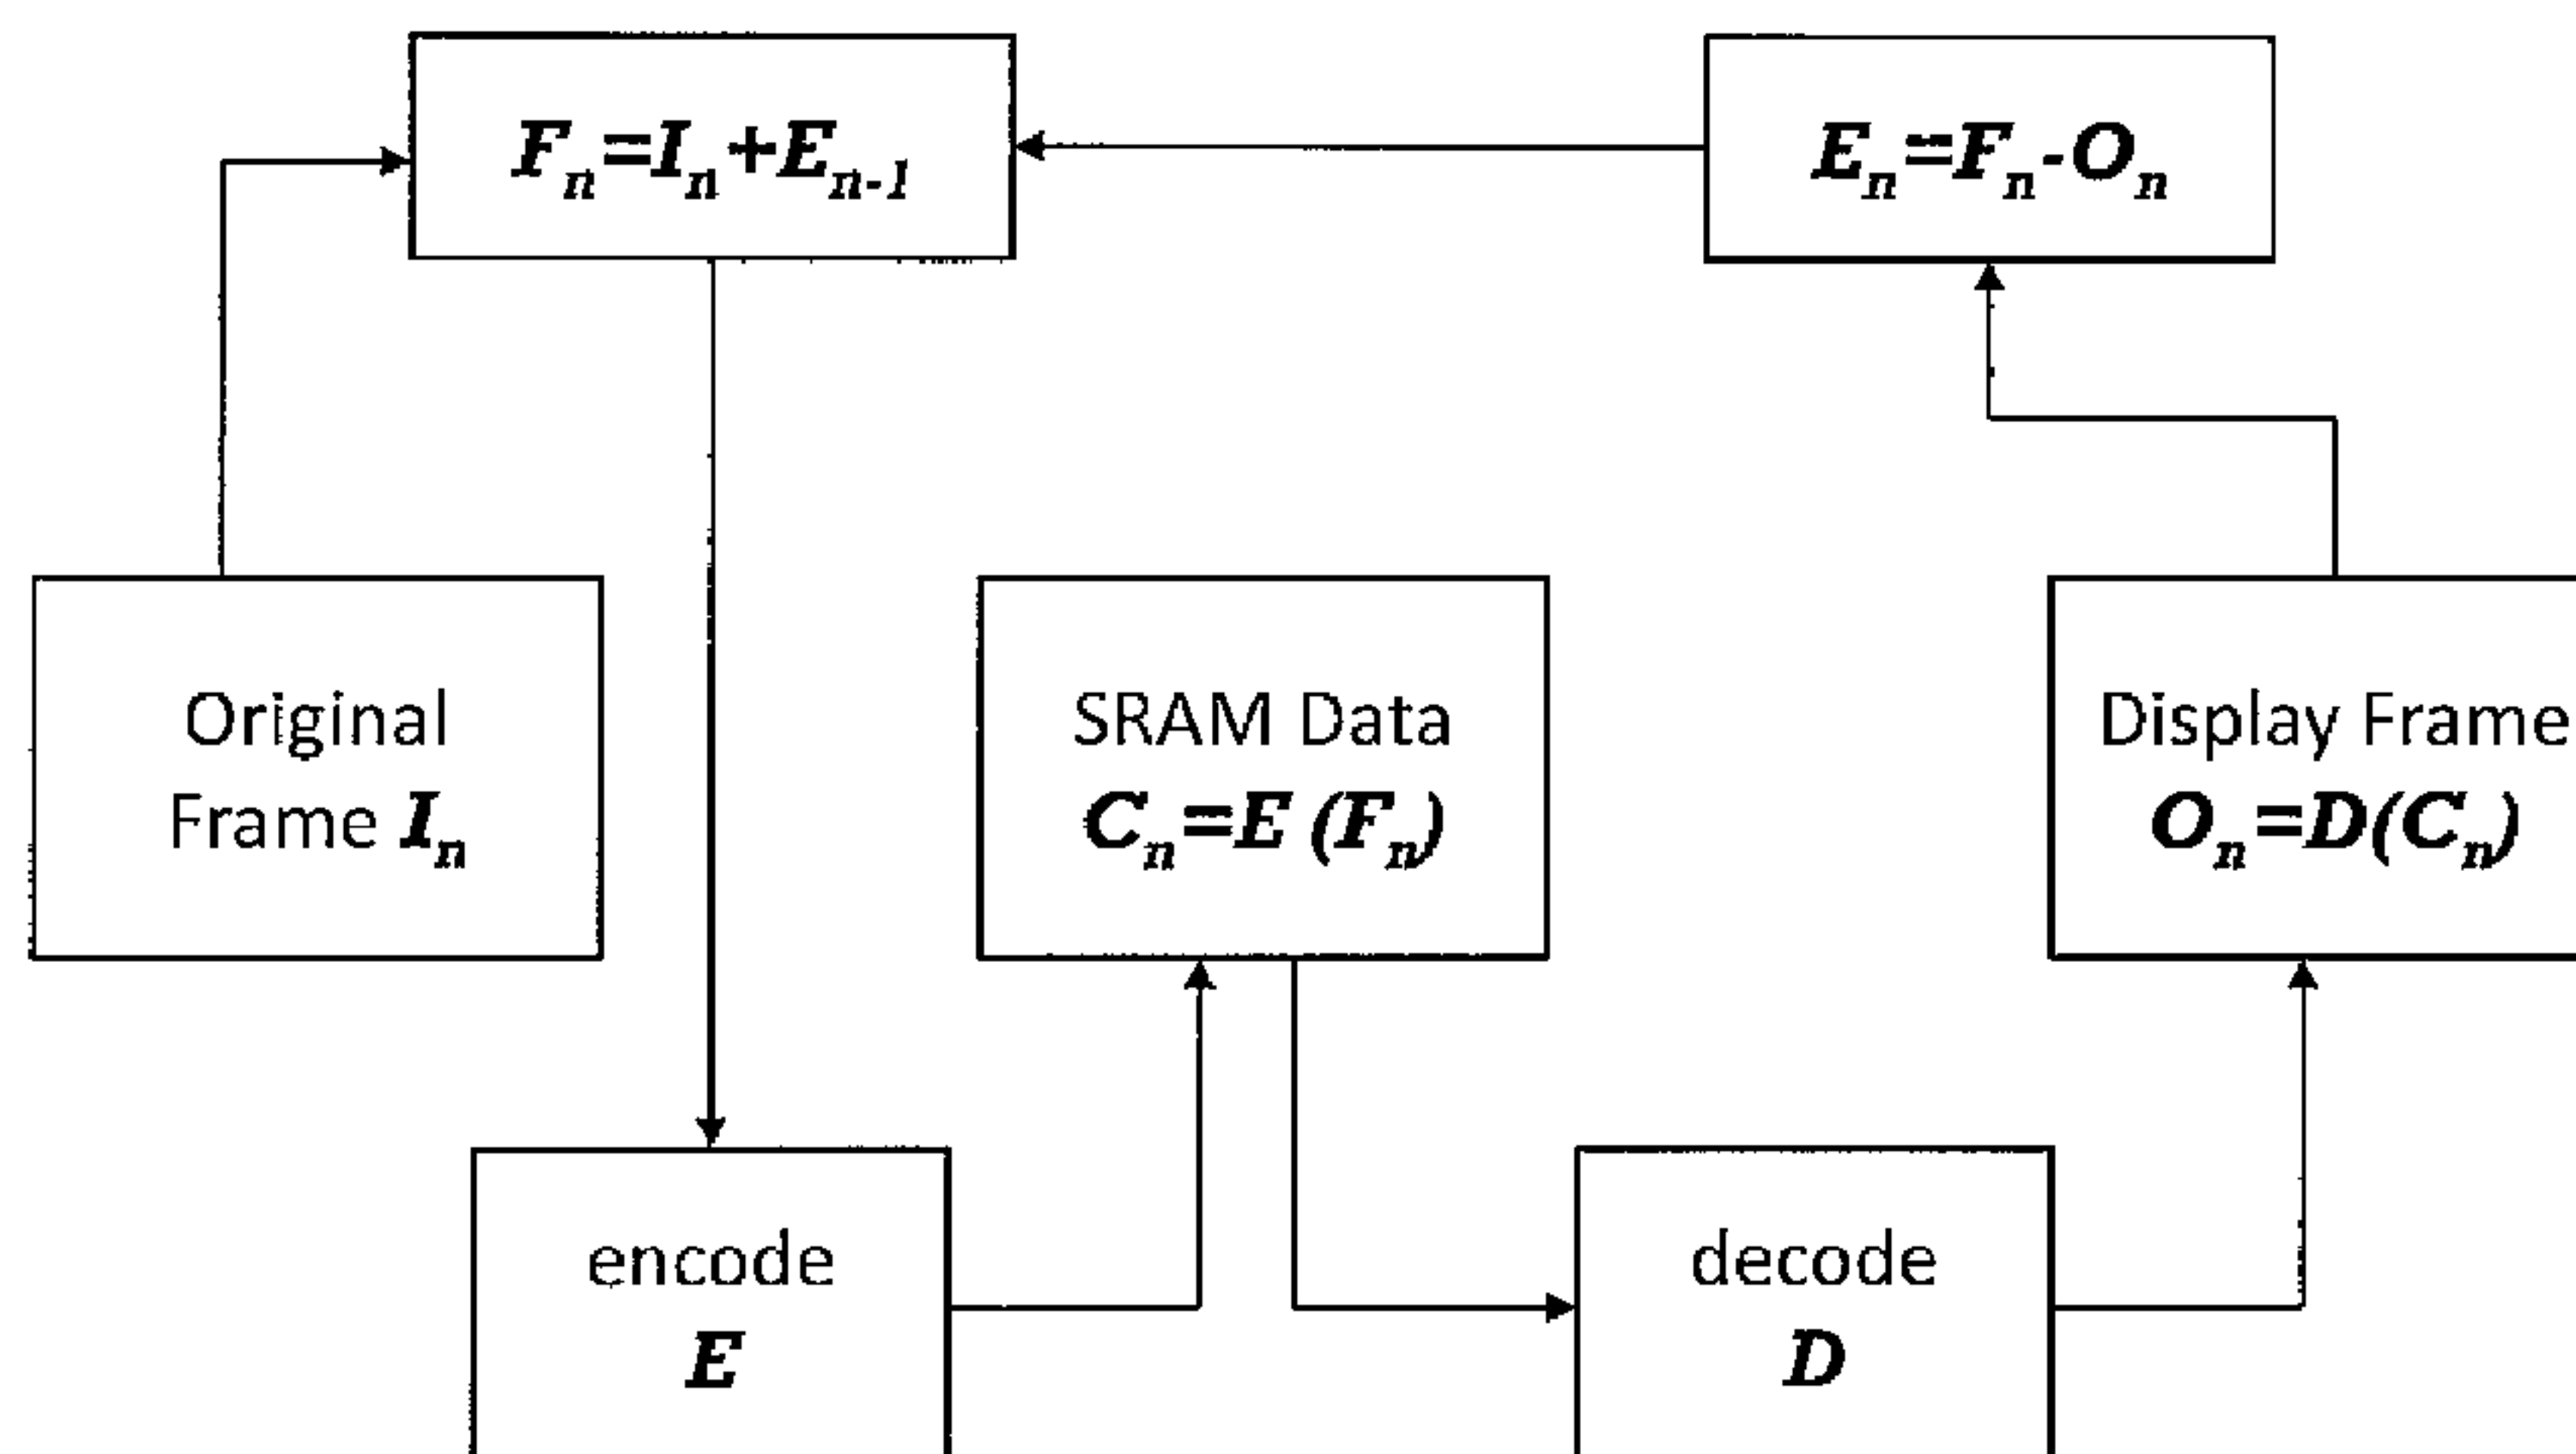 Fn=In+En-1
En=Fn-On
Original
Frame In
SRAM Data
Cn=E (Fn)
Display Frame
On=D(Cn)
encode
E
decode
D